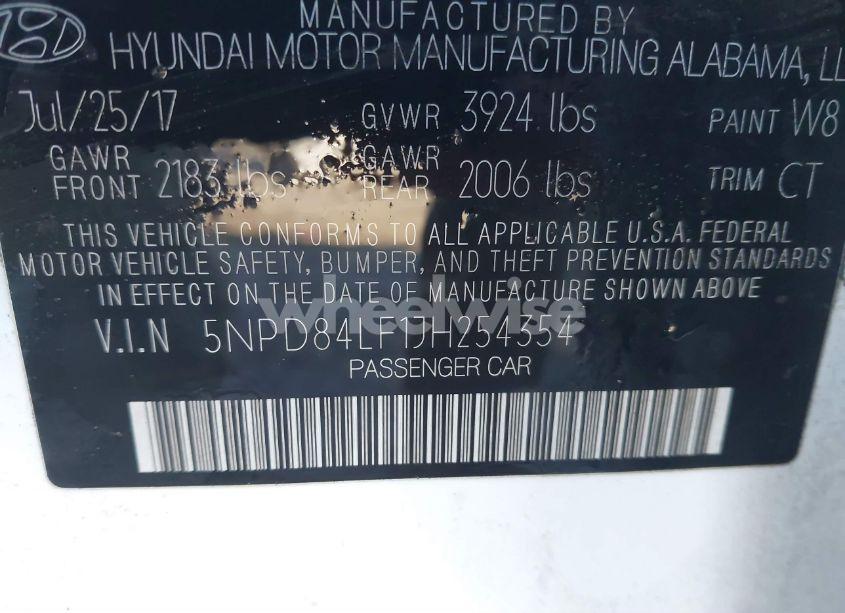 MANUFACTURED BY
HYUNDAI MOTOR MANUFACTURING ALABAMA, LL
Jul/25/17 GVWR 3924 lbs PAINT W8
GAWR FRONT 2183 lbs GAWR REAR 2006 lbs TRIM CT
THIS VEHICLE CONFORMS TO ALL APPLICABLE U.S.A. FEDERAL
MOTOR VEHICLE SAFETY, BUMPER, AND THEFT PREVENTION STANDARDS
IN EFFECT ON THE DATE OF MANUFACTURE SHOWN ABOVE
wheelwise
V.I.N 5NPD84LF1JH254354
PASSENGER CAR